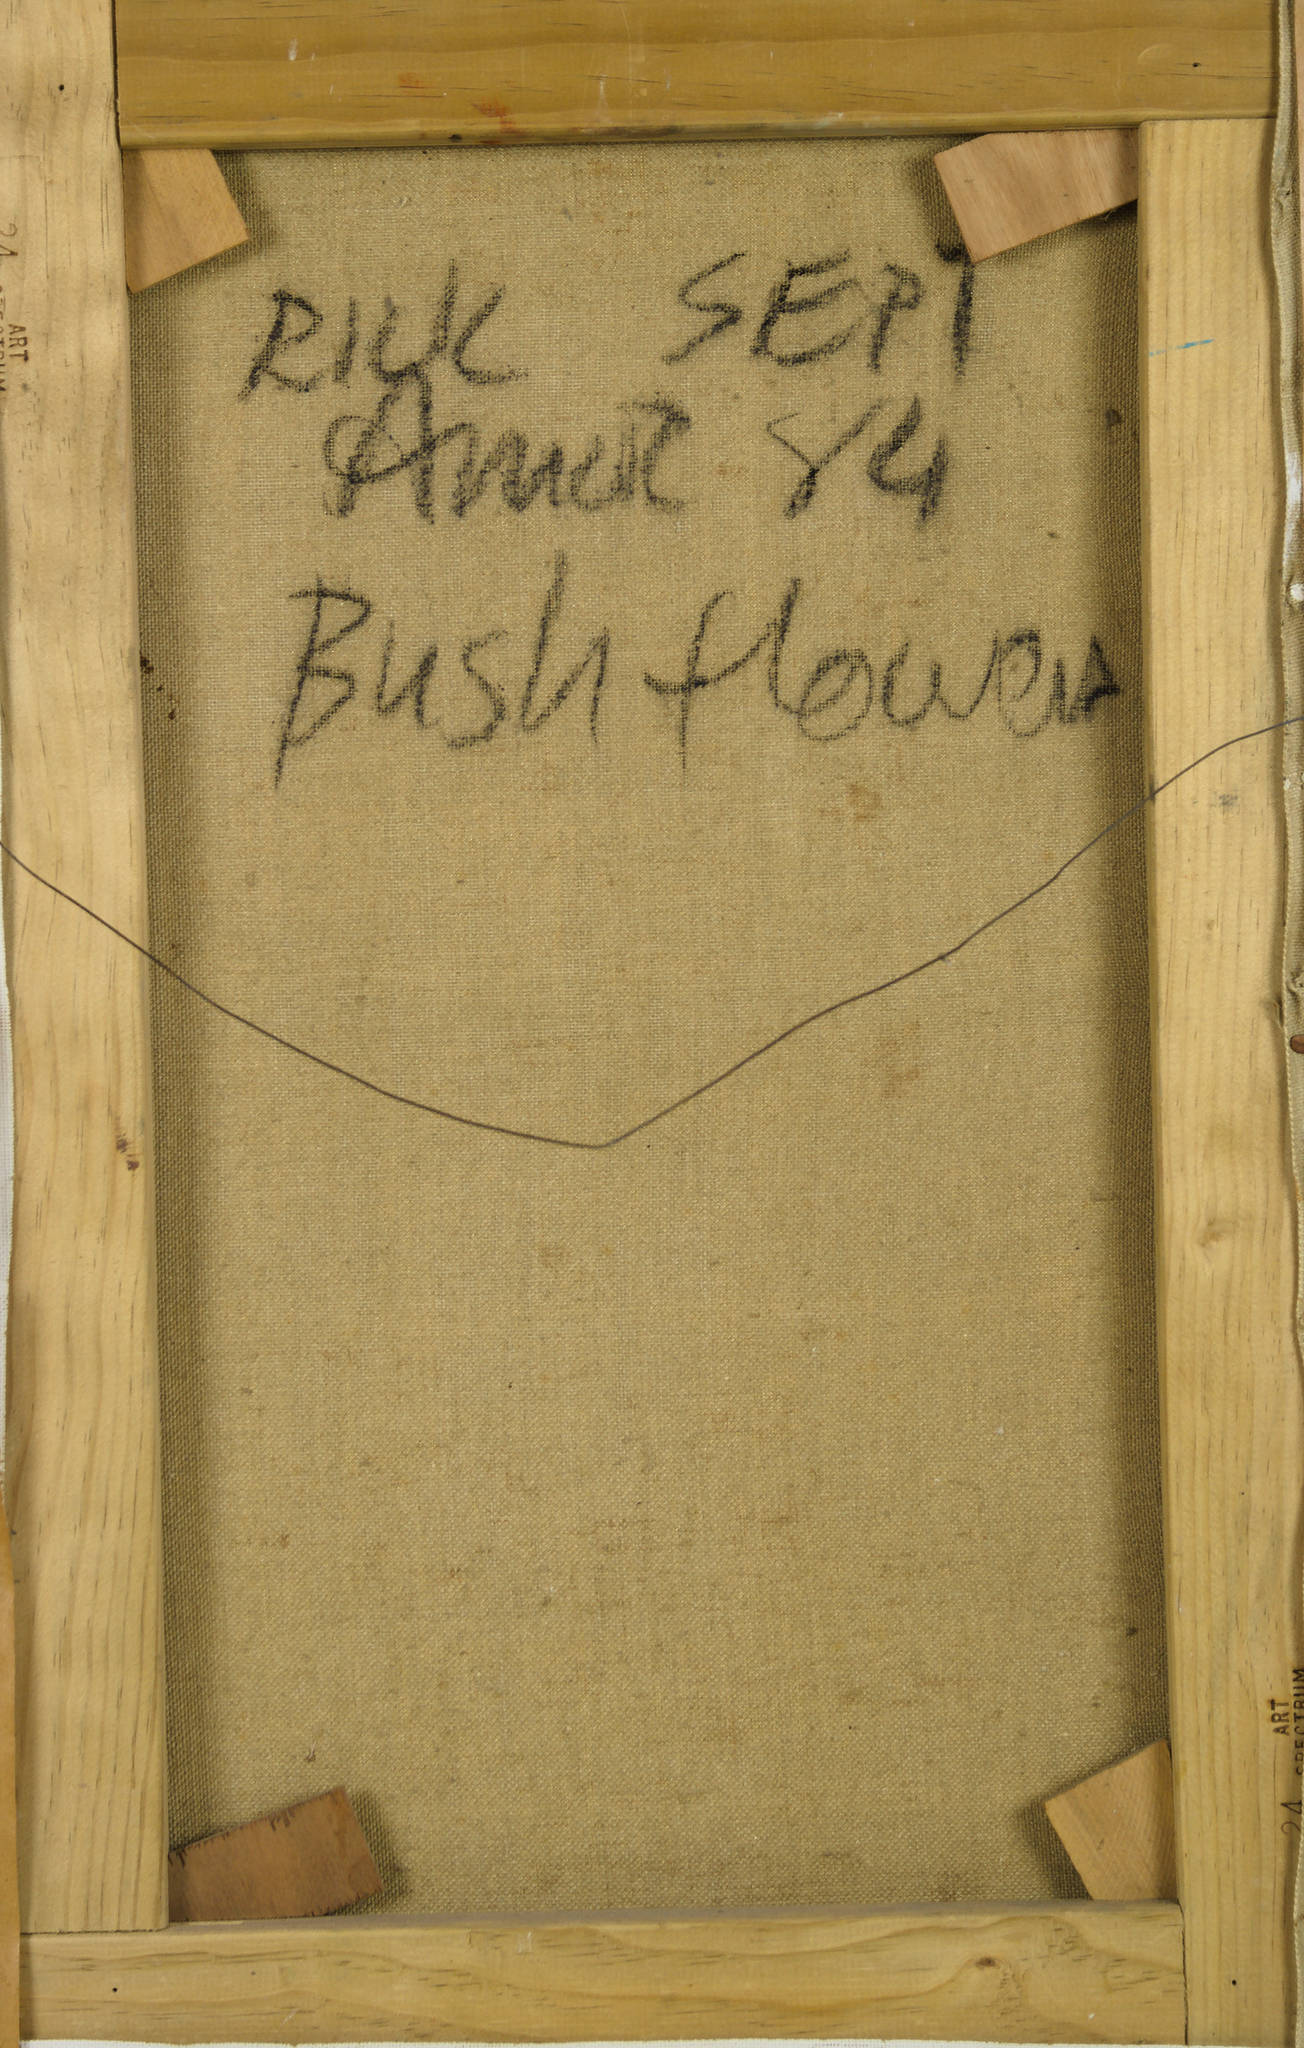 RICK SEPT
Amor 84
Bush flowers
ART
SPECTRUM
24
ART
SPECTRUM
24